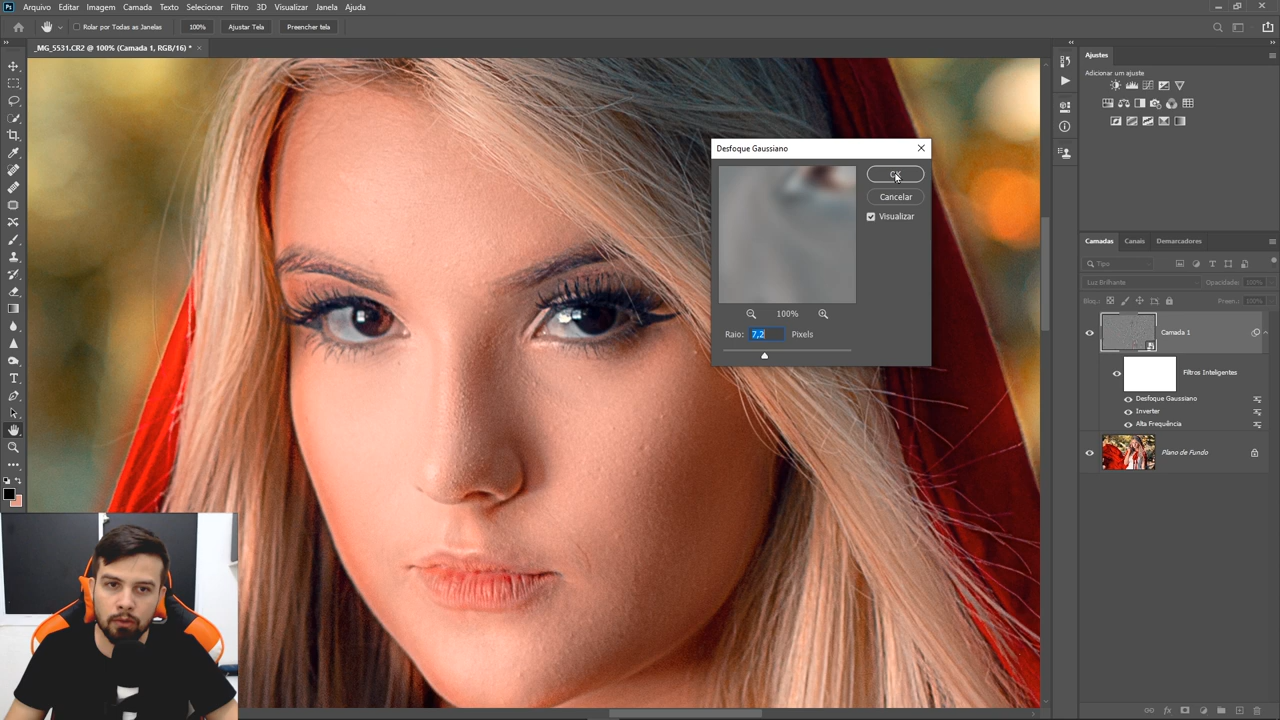 Ps Arquivo Editar Imagem Camada Texto Selecionar Filtro 3D Visualizar Janela Ajuda
Rolar por Todas as Janelas 100% Ajustar Tela Preencher tela
_MG_5531.CR2 @ 100% (Camada 1, RGB/16) * ×
Ajustes
Adicionar um ajuste
Desfoque Gaussiano
OK
Cancelar
Visualizar
100%
Raio: 7,2 Pixels
Camadas Canais Demarcadores
Tipo
Luz Brilhante Opacidade: 100%
Bloq.: Preen.: 100%
Camada 1
Filtros Inteligentes
Desfoque Gaussiano
Inverter
Alta Frequência
Plano de Fundo